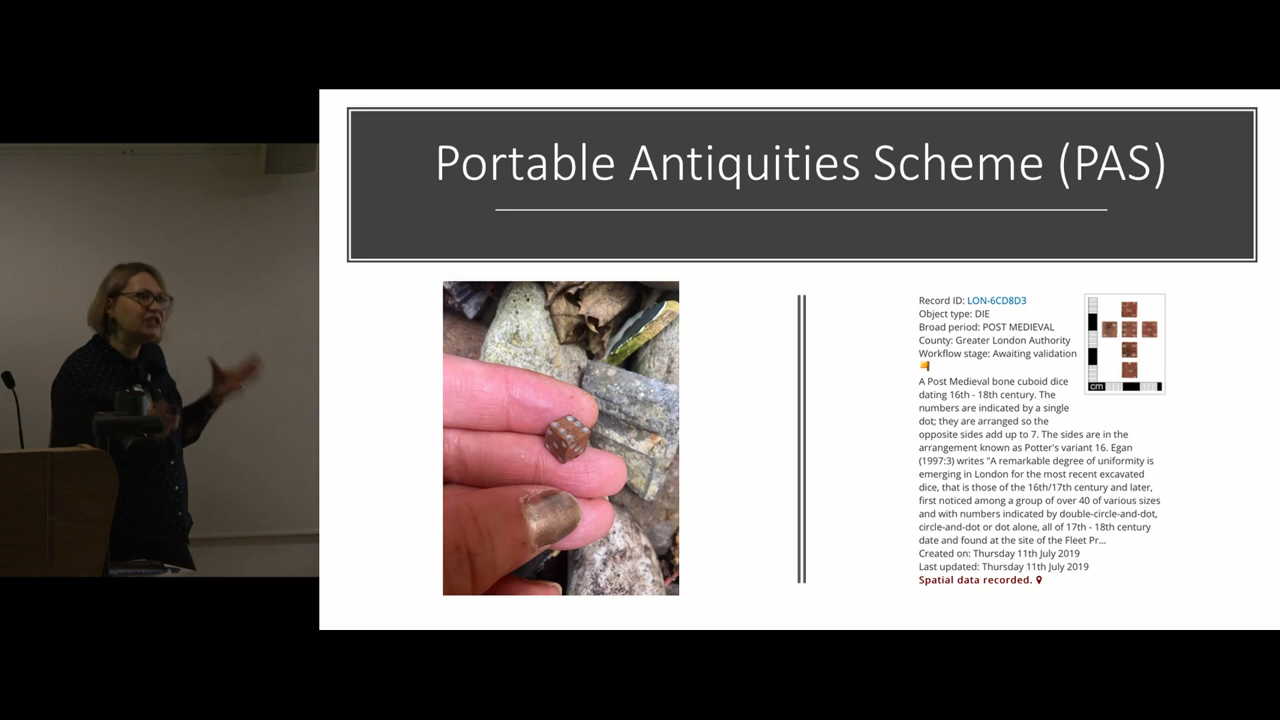 Portable Antiquities Scheme (PAS)
Record ID: LON-6CD8D3
Object type: DIE
Broad period: POST MEDIEVAL
County: Greater London Authority
Workflow stage: Awaiting validation
A Post Medieval bone cuboid dice
dating 16th - 18th century. The
numbers are indicated by a single
dot; they are arranged so the
opposite sides add up to 7. The sides are in the
arrangement known as Potter's variant 16. Egan
(1997:3) writes "A remarkable degree of uniformity is
emerging in London for the most recent excavated
dice, that is those of the 16th/17th century and later,
first noticed among a group of over 40 of various sizes
and with numbers indicated by double-circle-and-dot,
circle-and-dot or dot alone, all of 17th - 18th century
date and found at the site of the Fleet Pr...
Created on: Thursday 11th July 2019
Last updated: Thursday 11th July 2019
Spatial data recorded.
cm